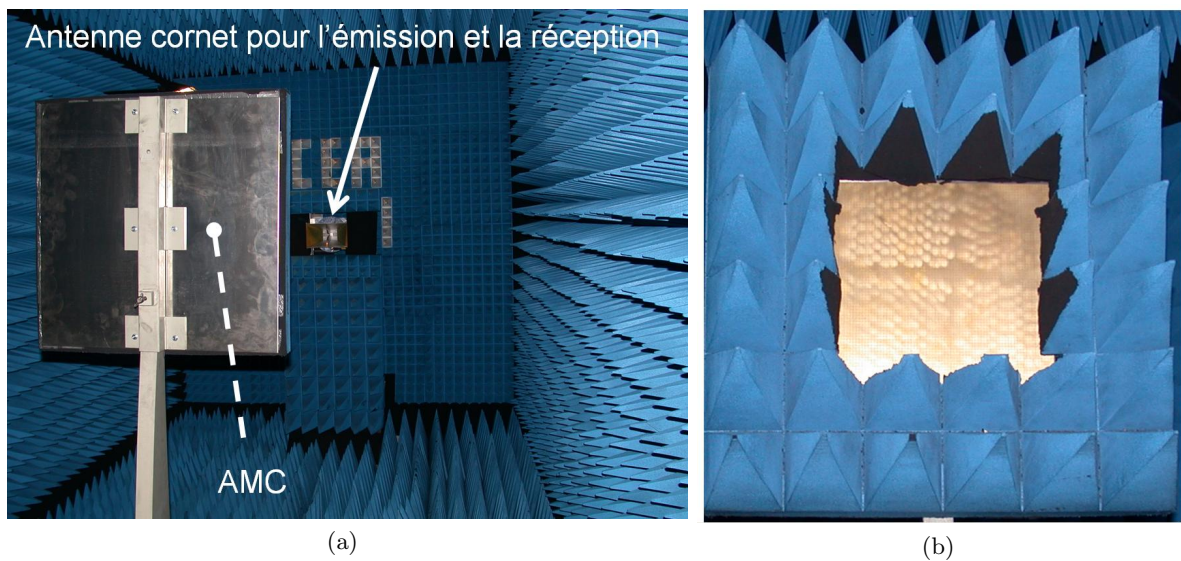 Antenne cornet pour l'émission et la réception
CEA
AMC
(a)
(b)